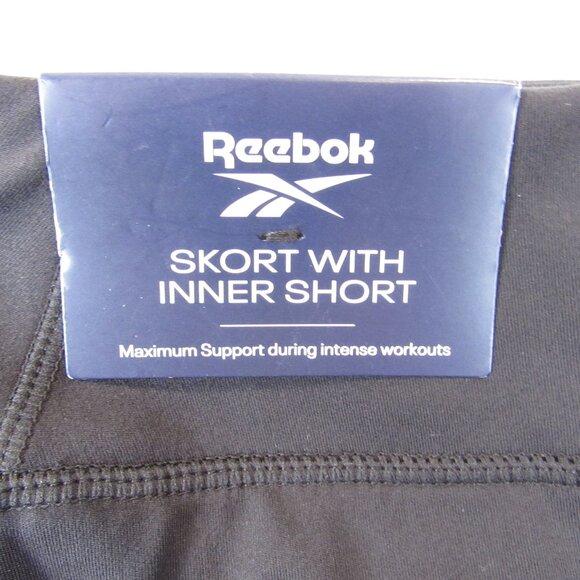 Reebok
SKORT WITH
INNER SHORT
Maximum Support during intense workouts